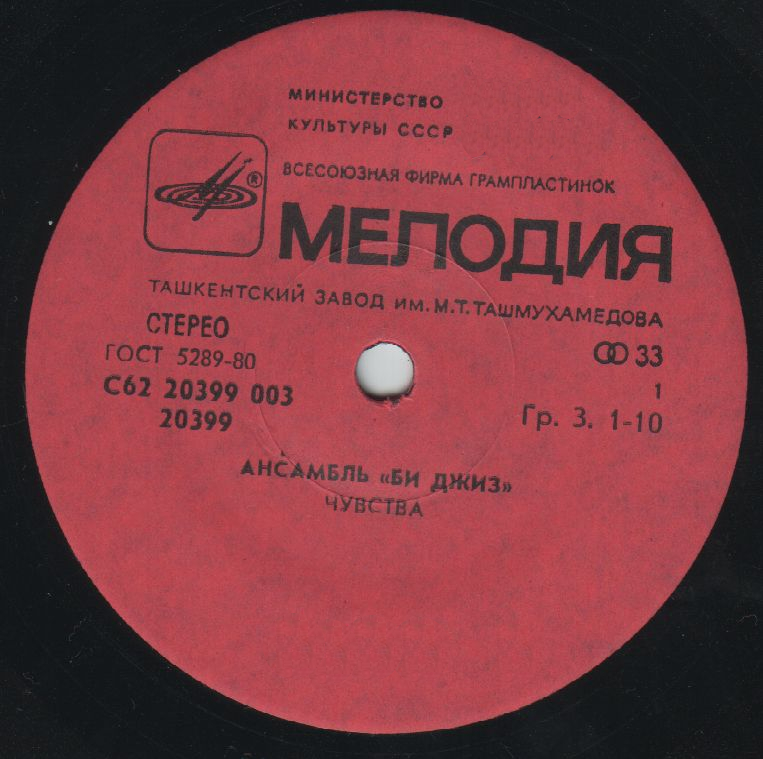 МИНИСТЕРСТВО
КУЛЬТУРЫ СССР
ВСЕСОЮЗНАЯ ФИРМА ГРАМПЛАСТИНОК
®
МЕЛОДИЯ
ТАШКЕНТСКИЙ ЗАВОД ИМ. М.Т. ТАШМУХАМЕДОВА
СТЕРЕО
ГОСТ 5289-80
33
С62 20399 003
1
20399
Гр. 3. 1-10
АНСАМБЛЬ «БИ ДЖИЗ»
ЧУВСТВА